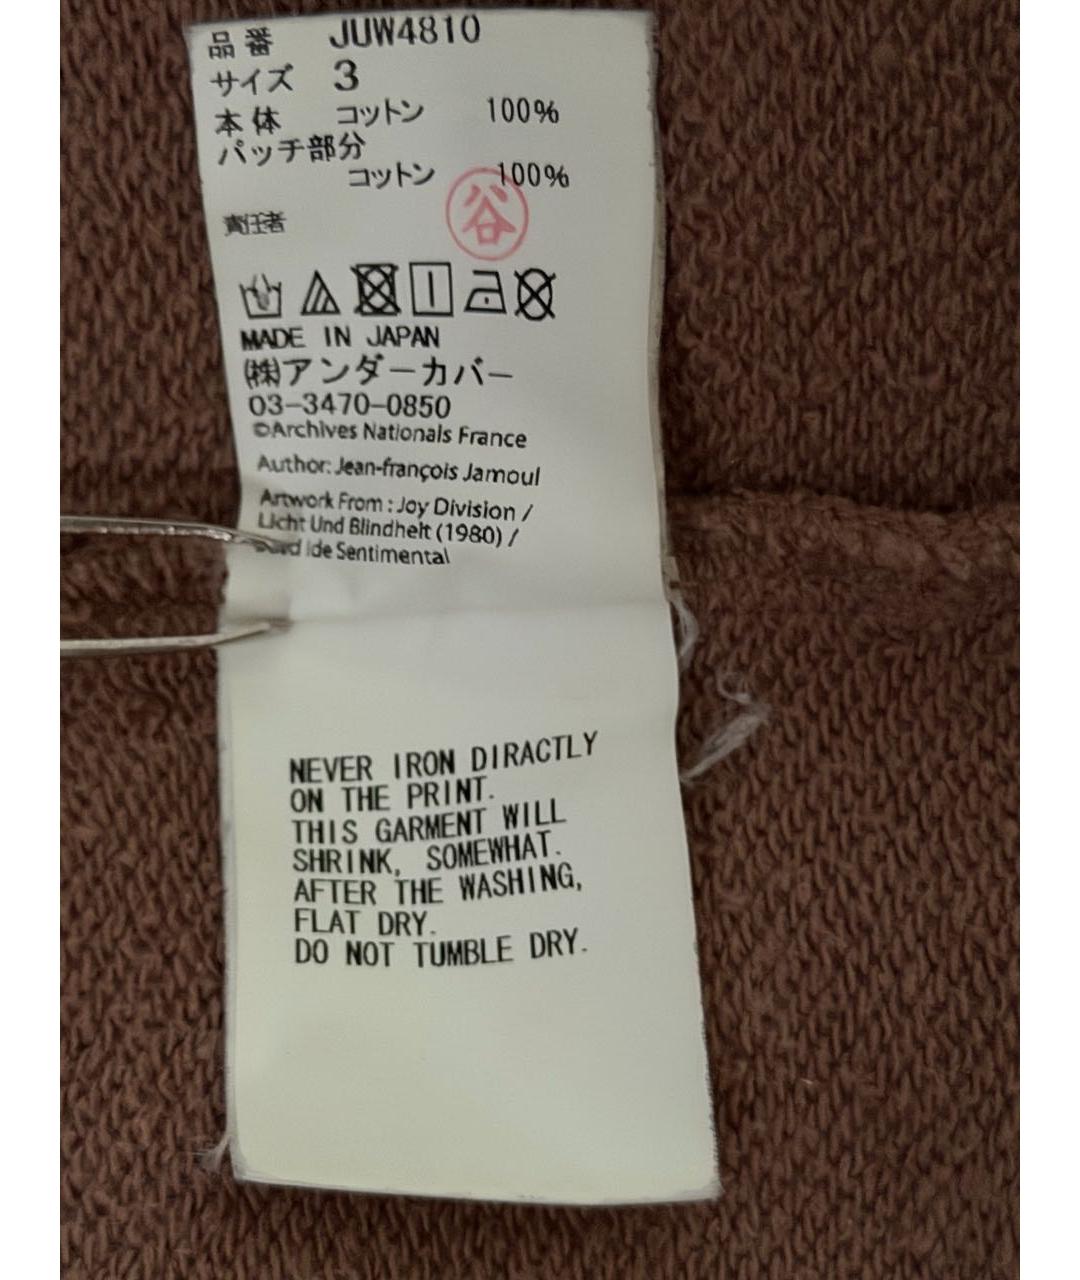 品番 JUW4810
サイズ 3
本体 コットン 100%
パッチ部分
コットン 100%
責任者 谷
MADE IN JAPAN
㈱アンダーカバー
03-3470-0850
©Archives Nationals France
Author: Jean-françois Jamoul
Artwork From : Joy Division /
Licht Und Blindheit (1980) /
ide Sentimental
NEVER IRON DIRACTLY
ON THE PRINT.
THIS GARMENT WILL
SHRINK, SOMEWHAT.
AFTER THE WASHING,
FLAT DRY.
DO NOT TUMBLE DRY.